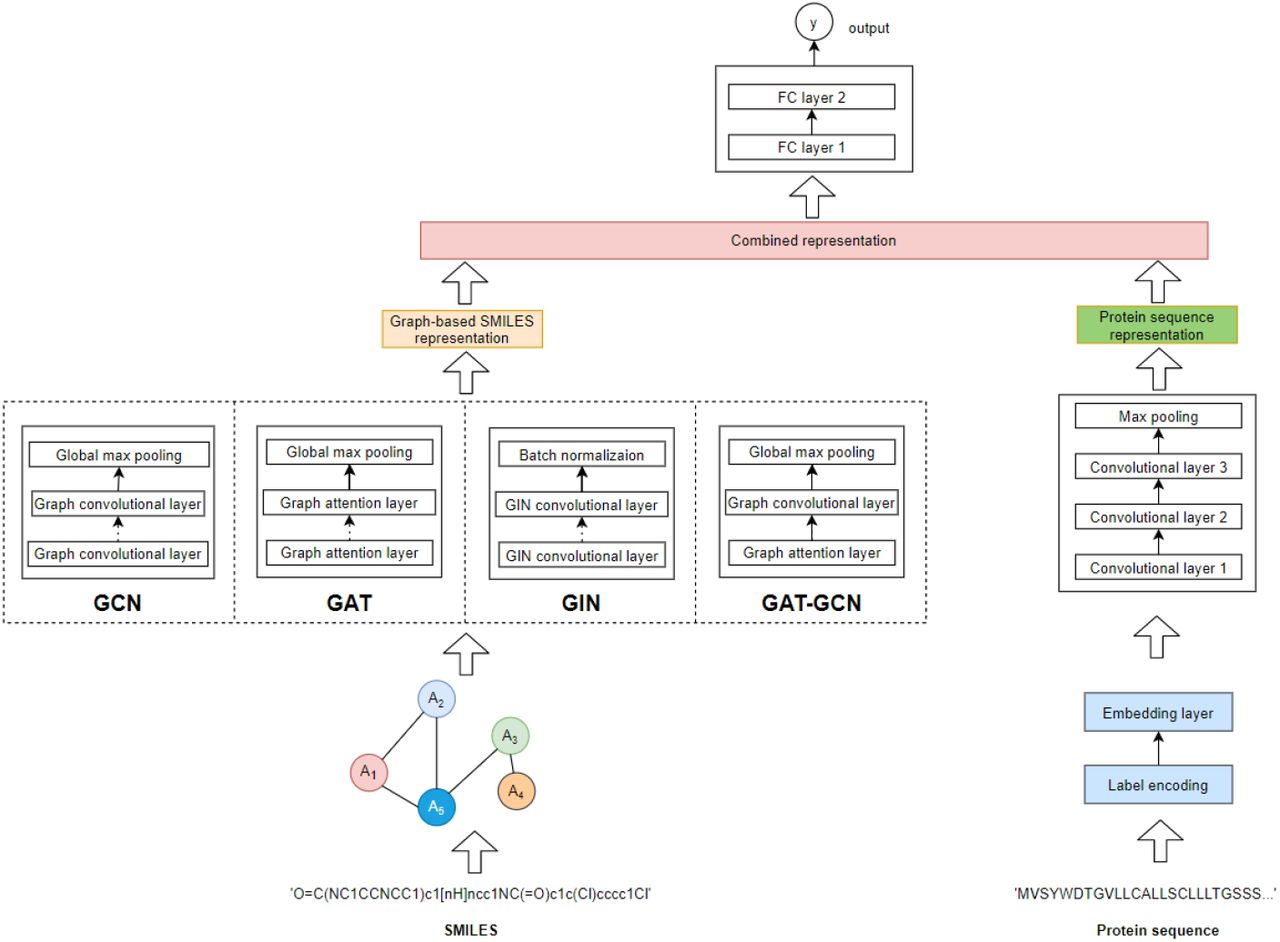 y
output
FC layer 2
FC layer 1
Combined representation
Graph-based SMILES
representation
Protein sequence
representation
Global max pooling
Graph convolutional layer
Graph convolutional layer
GCN
Global max pooling
Graph attention layer
Graph attention layer
GAT
Batch normalizaion
GIN convolutional layer
GIN convolutional layer
GIN
Global max pooling
Graph convolutional layer
Graph attention layer
GAT-GCN
Max pooling
Convolutional layer 3
Convolutional layer 2
Convolutional layer 1
A2
A3
A1
A4
A5
Embedding layer
Label encoding
'O=C(NC1CCNCC1)c1[nH]ncc1NC(=O)c1c(Cl)cccc1Cl'
SMILES
'MVSYWDTGVLLCALLSCLLLTGSSS...'
Protein sequence